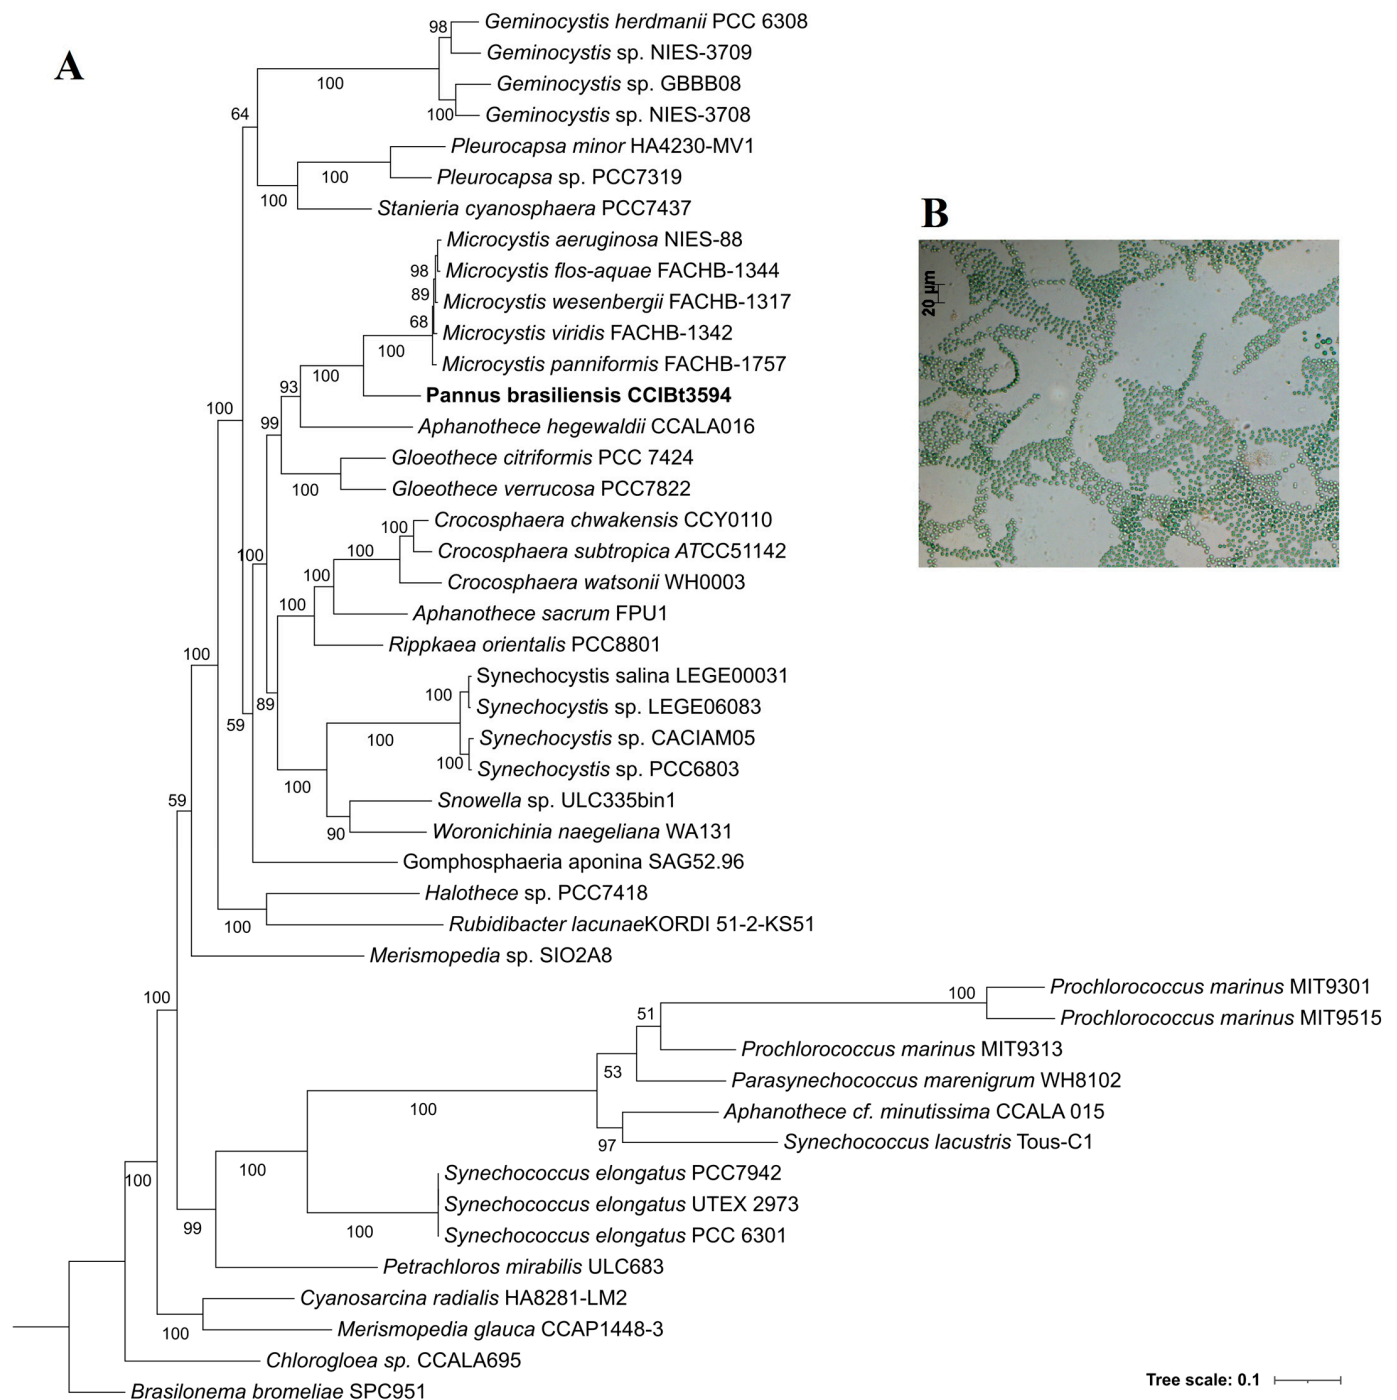 A
98
Geminocystis herdmanii PCC 6308
Geminocystis sp. NIES-3709
100
Geminocystis sp. GBBB08
100
Geminocystis sp. NIES-3708
64
Pleurocapsa minor HA4230-MV1
100
Pleurocapsa sp. PCC7319
100
Stanieria cyanosphaera PCC7437
B
20 µm
Microcystis aeruginosa NIES-88
98
Microcystis flos-aquae FACHB-1344
89
Microcystis wesenbergii FACHB-1317
68
Microcystis viridis FACHB-1342
100
Microcystis panniformis FACHB-1757
100
93
Pannus brasiliensis CCIBt3594
100
99
Aphanothece hegewaldii CCALA016
Gloeothece citriformis PCC 7424
100
Gloeothece verrucosa PCC7822
100
Crocosphaera chwakensis CCY0110
100
100
Crocosphaera subtropica ATCC51142
100
Crocosphaera watsonii WH0003
100
Aphanothece sacrum FPU1
Rippkaea orientalis PCC8801
100
Synechocystis salina LEGE00031
100
89
Synechocystis sp. LEGE06083
59
100
Synechocystis sp. CACIAM05
100
Synechocystis sp. PCC6803
100
59
Snowella sp. ULC335bin1
90
Woronichinia naegeliana WA131
Gomphosphaeria aponina SAG52.96
Halothece sp. PCC7418
100
Rubidibacter lacunaeKORDI 51-2-KS51
Merismopedia sp. SIO2A8
100
100
Prochlorococcus marinus MIT9301
51
Prochlorococcus marinus MIT9515
Prochlorococcus marinus MIT9313
53
Parasynechococcus marenigrum WH8102
100
Aphanothece cf. minutissima CCALA 015
97
Synechococcus lacustris Tous-C1
100
100
Synechococcus elongatus PCC7942
Synechococcus elongatus UTEX 2973
99
100
Synechococcus elongatus PCC 6301
Petrachloros mirabilis ULC683
Cyanosarcina radialis HA8281-LM2
100
Merismopedia glauca CCAP1448-3
Chlorogloea sp. CCALA695
Tree scale: 0.1
Brasilonema bromeliae SPC951